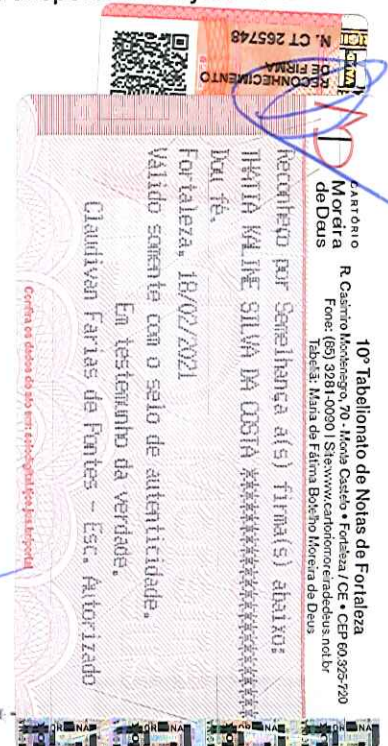 CARTÓRIO
Moreira
de Deus
10º Tabelionato de Notas de Fortaleza
R. Casimiro Montenegro, 70 - Monte Castelo • Fortaleza / CE • CEP 60.325-720
Fone: (85) 3281-0090 | Site: www.cartoriomoreiradedeus.not.br
Tabeliã: Maria de Fátima Botelho Moreira de Deus
Reconheço por Semelhança a(s) firma(s) abaixo:
THATIA KALINE SILVA DA COSTA
Dou fé.
Fortaleza, 18/02/2021
Válido somente com o selo de autenticidade.
Em testemunho da verdade.
Claudivan Farias de Pontes - Esc. Autorizado
RECONHECIMENTO
DE FIRMA
N. CT 265748